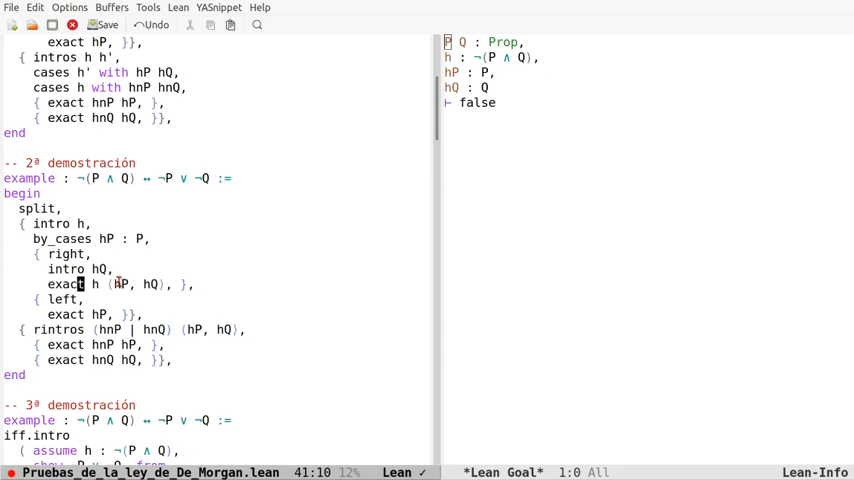 File Edit Options Buffers Tools Lean YASnippet Help
Save Undo
exact hP, }},
{ intros h h',
cases h' with hP hQ,
cases h with hnP hnQ,
{ exact hnP hP, },
{ exact hnQ hQ, }},
end
-- 2ª demostración
example : ¬(P ∧ Q) ↔ ¬P ∨ ¬Q :=
begin
split,
{ intro h,
by_cases hP : P,
{ right,
intro hQ,
exact h ⟨hP, hQ⟩, },
{ left,
exact hP, }},
{ rintros (hnP | hnQ) ⟨hP, hQ⟩,
{ exact hnP hP, },
{ exact hnQ hQ, }},
end
-- 3ª demostración
example : ¬(P ∧ Q) ↔ ¬P ∨ ¬Q :=
iff.intro
( assume h : ¬(P ∧ Q),
Pruebas_de_la_ley_de_De_Morgan.lean 41:10 12% Lean ✓
P Q : Prop,
h : ¬(P ∧ Q),
hP : P,
hQ : Q
⊢ false
*Lean Goal* 1:0 All Lean-Info